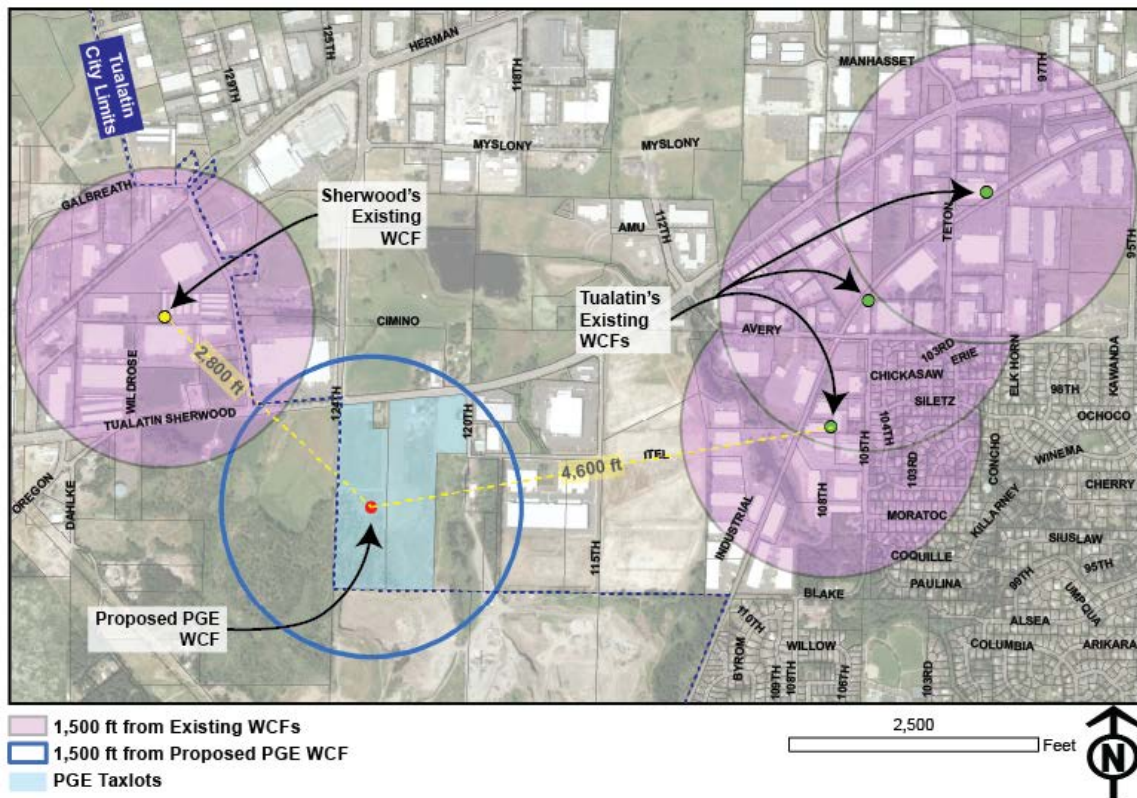 Tualatin
City Limits
129TH
125TH
HERMAN
118TH
MANHASSET
97TH
MYSLONY
MYSLONY
GALBREATH
Sherwood's
Existing
WCF
AMU
112TH
TETON
95TH
Tualatin's
Existing
WCFs
CIMINO
AVERY
103RD
ERIE
ELK HORN
KAWANDA
WILDROSE
2,800 ft
CHICKASAW
98TH
SILETZ
OCHOCO
TUALATIN SHERWOOD
124TH
120TH
104TH
105TH
ITEL
4,600 ft
CONCHO
WINEMA
103RD
CHERRY
OREGON
DAHLKE
108TH
KILLARNEY
MORATOC
INDUSTRIAL
SIUSLAW
115TH
COQUILLE
95TH
99TH
PAULINA
BLAKE
UMPQUA
Proposed PGE
WCF
110TH
ALSEA
WILLOW
COLUMBIA
ARIKARA
BYROM
109TH
108TH
106TH
103RD
1,500 ft from Existing WCFs
1,500 ft from Proposed PGE WCF
PGE Taxlots
2,500
Feet
N